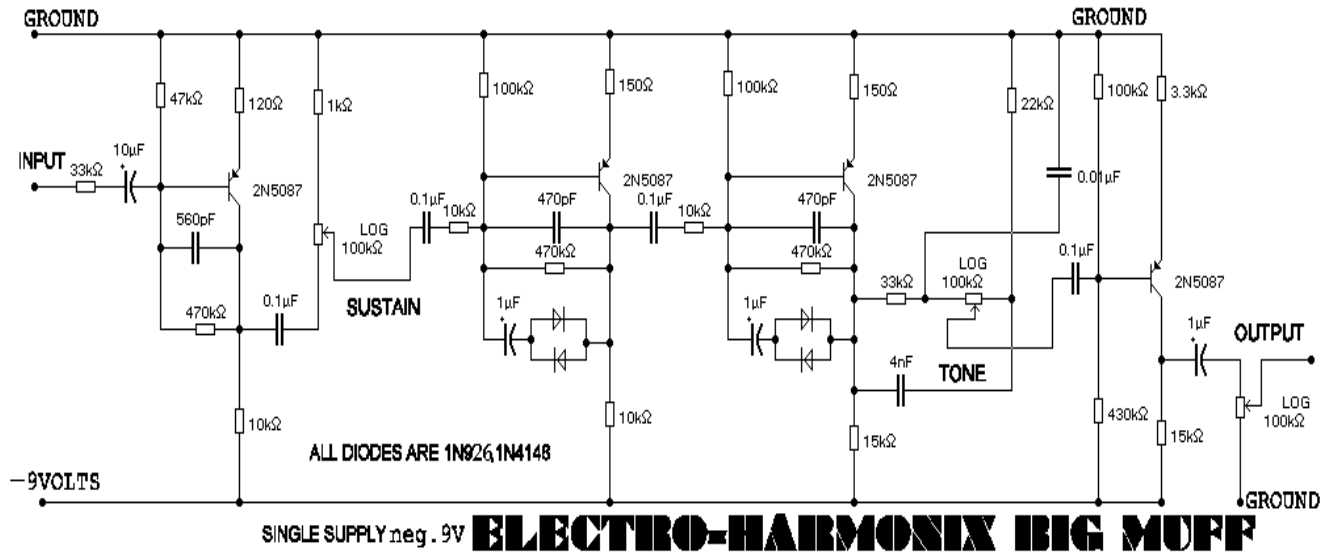 GROUND
GROUND
47kΩ
120Ω
1kΩ
100kΩ
150Ω
100kΩ
150Ω
22kΩ
100kΩ
3.3kΩ
INPUT
33kΩ
10µF
+
2N5087
2N5087
2N5087
0.01µF
560pF
LOG
100kΩ
0.1µF
10kΩ
470pF
0.1µF
10kΩ
470pF
470kΩ
470kΩ
SUSTAIN
33kΩ
LOG
100kΩ
0.1µF
2N5087
470kΩ
0.1µF
1µF
+
1µF
+
4nF
TONE
1µF
+
OUTPUT
LOG
100kΩ
10kΩ
10kΩ
15kΩ
430kΩ
15kΩ
ALL DIODES ARE 1N926,1N4148
-9VOLTS
GROUND
SINGLE SUPPLY neg.9V ELECTRO-HARMONIX BIG MUFF